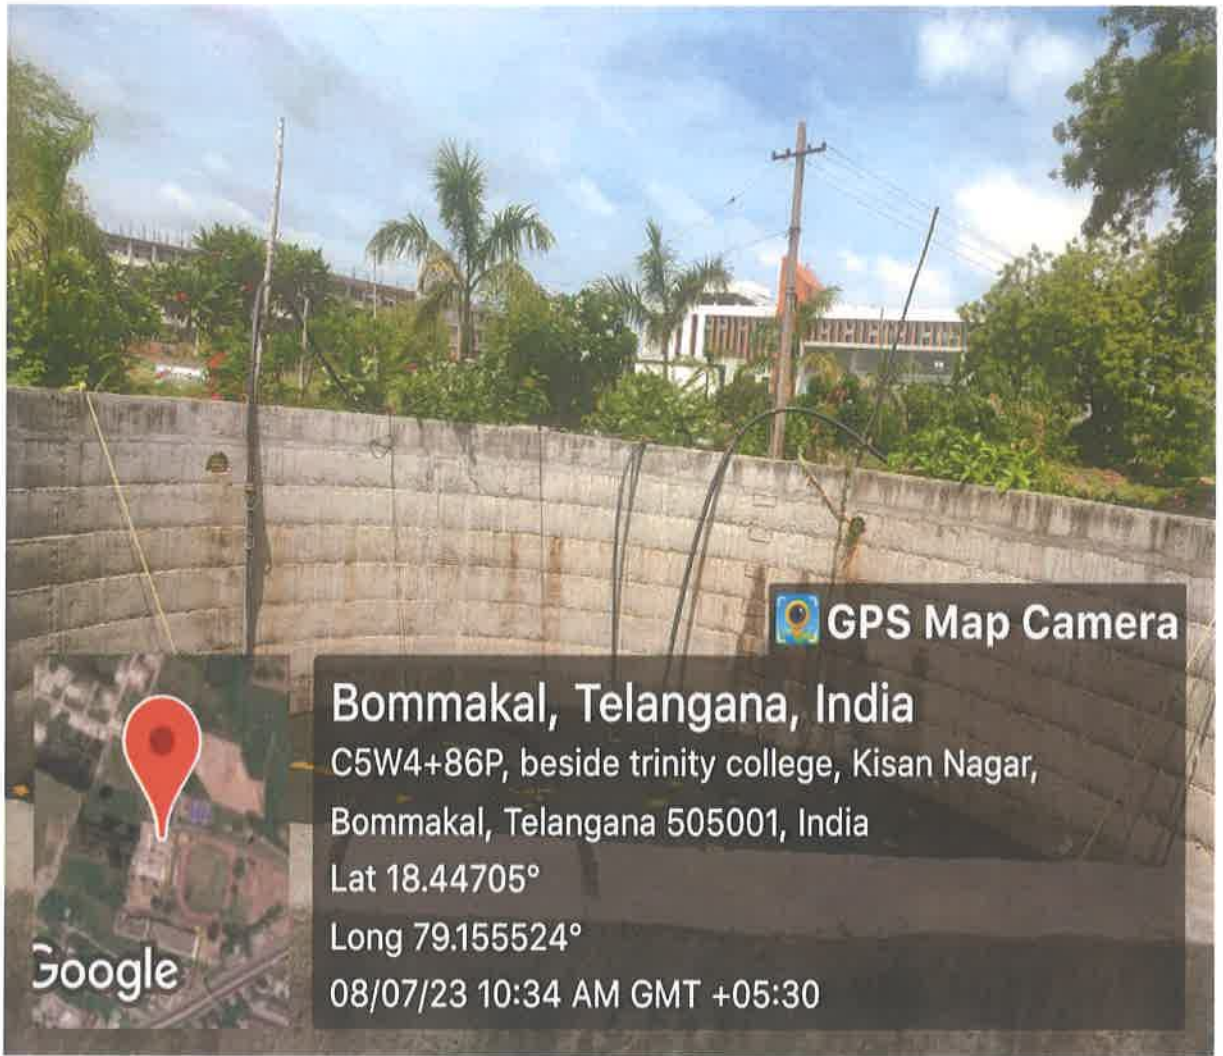 GPS Map Camera
Bommakal, Telangana, India
C5W4+86P, beside trinity college, Kisan Nagar,
Bommakal, Telangana 505001, India
Lat 18.44705°
Long 79.155524°
08/07/23 10:34 AM GMT +05:30
Google